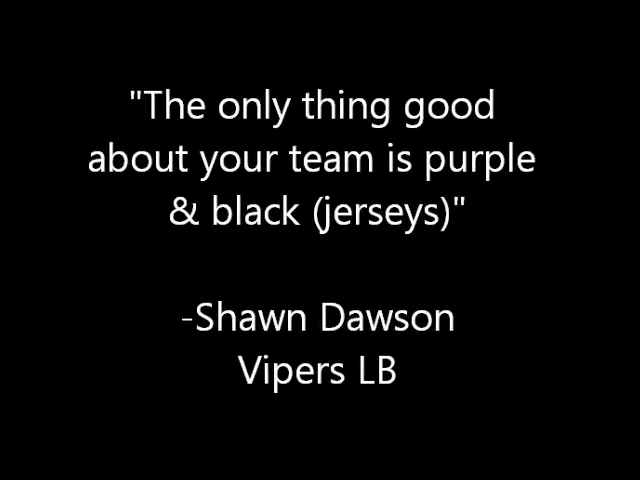 "The only thing good
about your team is purple
& black (jerseys)"
-Shawn Dawson
Vipers LB